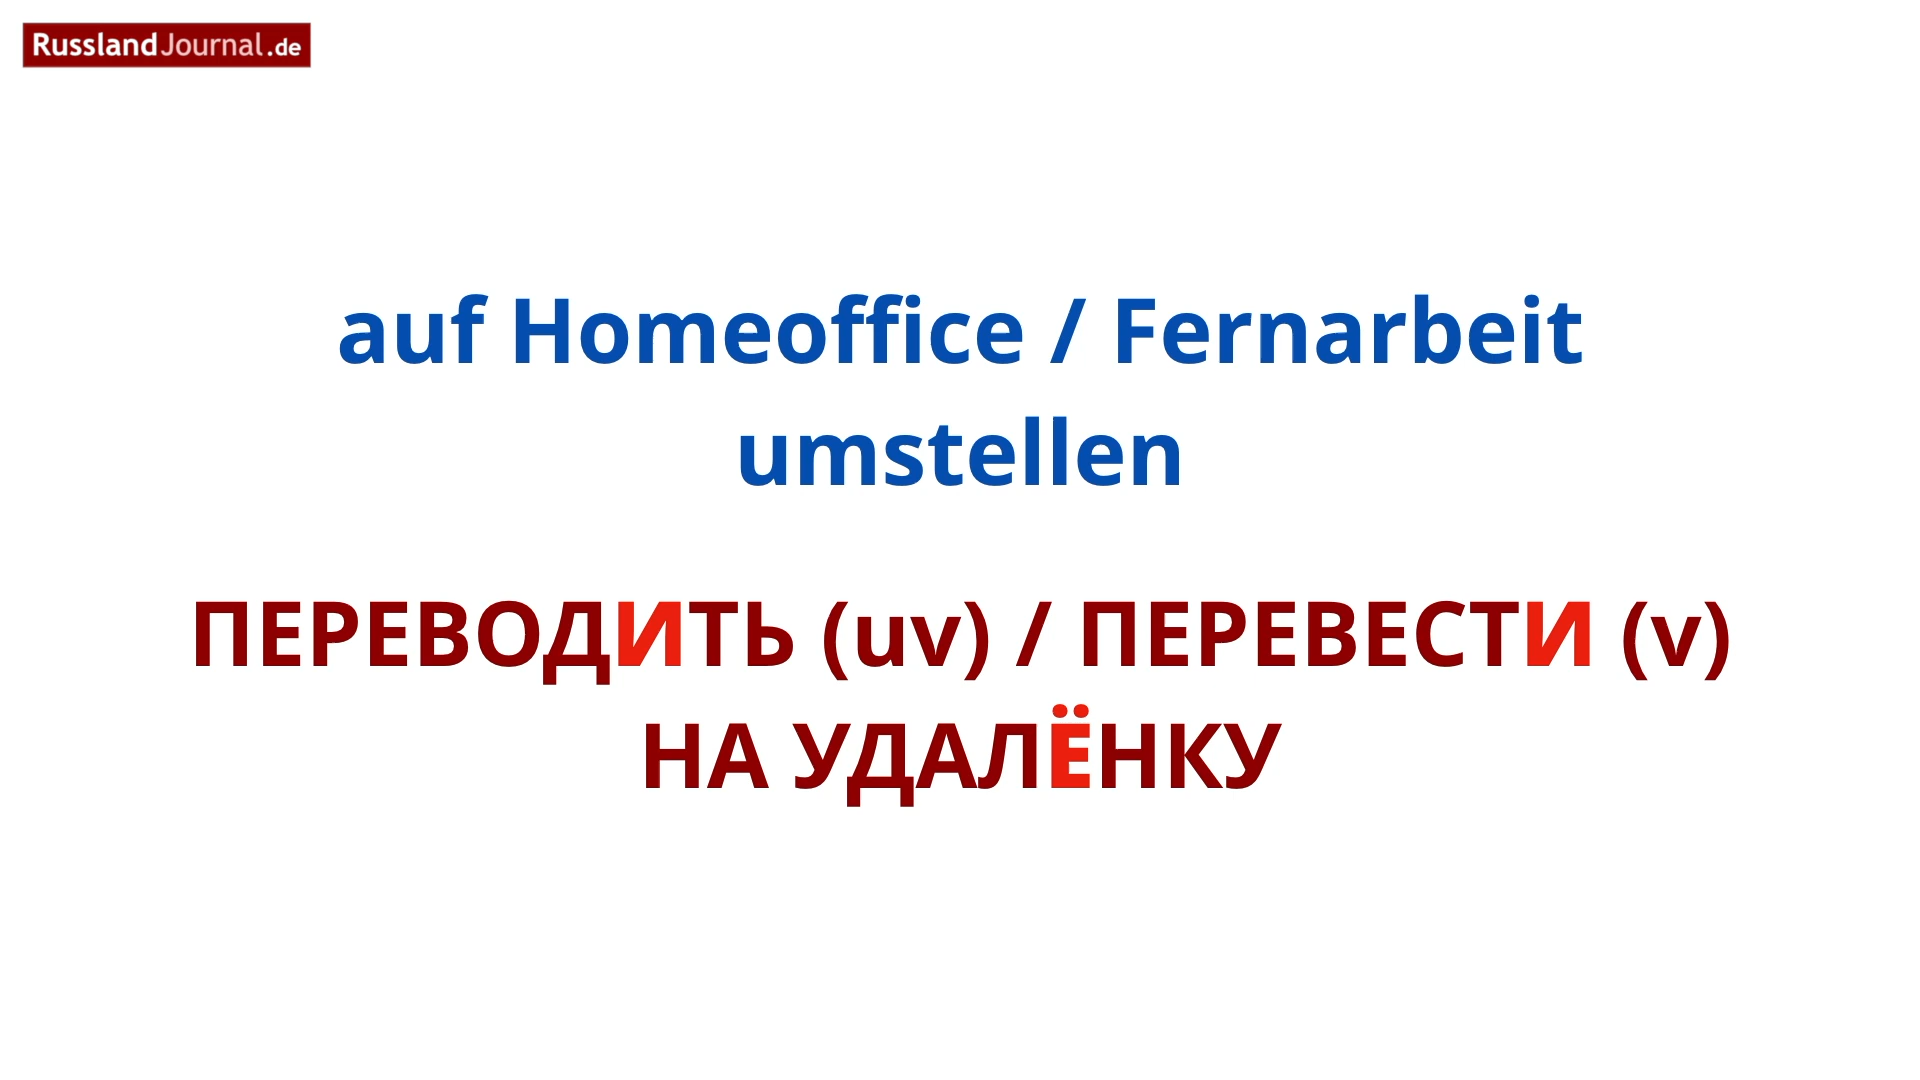 RusslandJournal.de
auf Homeoffice / Fernarbeit
umstellen
ПЕРЕВОДИТЬ (uv) / ПЕРЕВЕСТИ (v)
НА УДАЛЁНКУ